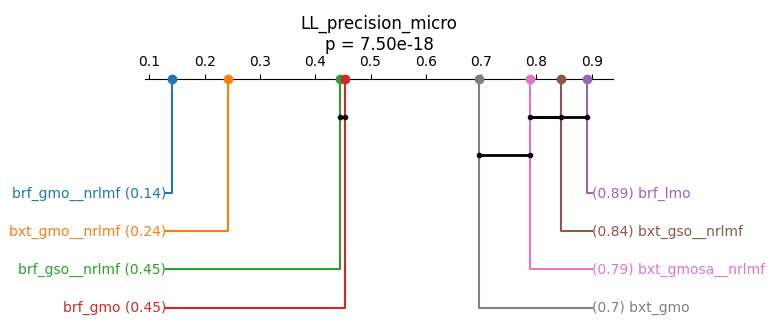 LL_precision_micro
p = 7.50e-18
0.1 0.2 0.3 0.4 0.5 0.6 0.7 0.8 0.9
brf_gmo__nrlmf (0.14)
(0.89) brf_lmo
bxt_gmo__nrlmf (0.24)
(0.84) bxt_gso__nrlmf
brf_gso__nrlmf (0.45)
(0.79) bxt_gmosa__nrlmf
brf_gmo (0.45)
(0.7) bxt_gmo